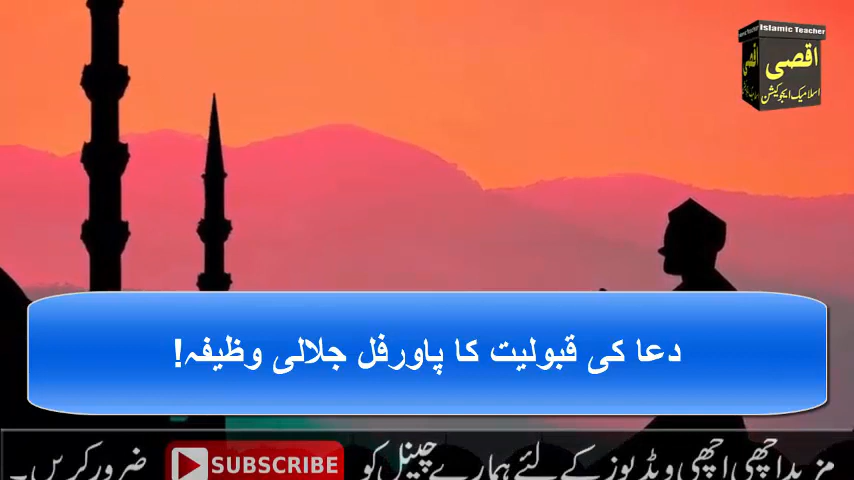 Islamic Teacher
اقصی
اسلامیک ایجوکیشن
دعا کی قبولیت کا پاورفل جلالی وظیفہ!
مزید اچھی اچھی ویڈیوز کے لئے ہمارے چینل کو SUBSCRIBE ضرور کریں۔